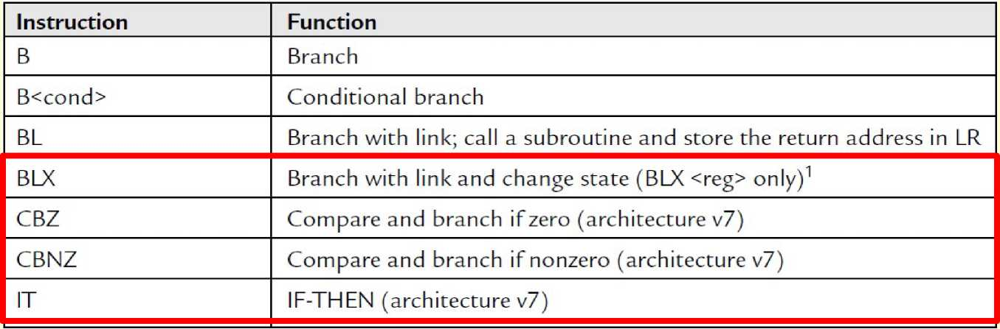 Instruction Function
B Branch
B<cond> Conditional branch
BL Branch with link; call a subroutine and store the return address in LR
BLX Branch with link and change state (BLX <reg> only)¹
CBZ Compare and branch if zero (architecture v7)
CBNZ Compare and branch if nonzero (architecture v7)
IT IF-THEN (architecture v7)